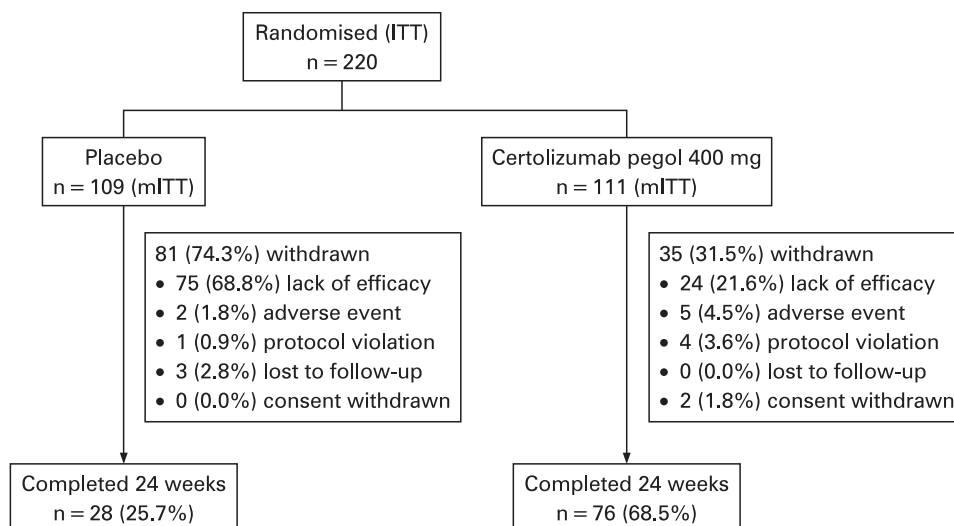 Randomised (ITT)
n = 220
Placebo
n = 109 (mITT)
Certolizumab pegol 400 mg
n = 111 (mITT)
81 (74.3%) withdrawn
• 75 (68.8%) lack of efficacy
• 2 (1.8%) adverse event
• 1 (0.9%) protocol violation
• 3 (2.8%) lost to follow-up
• 0 (0.0%) consent withdrawn
35 (31.5%) withdrawn
• 24 (21.6%) lack of efficacy
• 5 (4.5%) adverse event
• 4 (3.6%) protocol violation
• 0 (0.0%) lost to follow-up
• 2 (1.8%) consent withdrawn
Completed 24 weeks
n = 28 (25.7%)
Completed 24 weeks
n = 76 (68.5%)